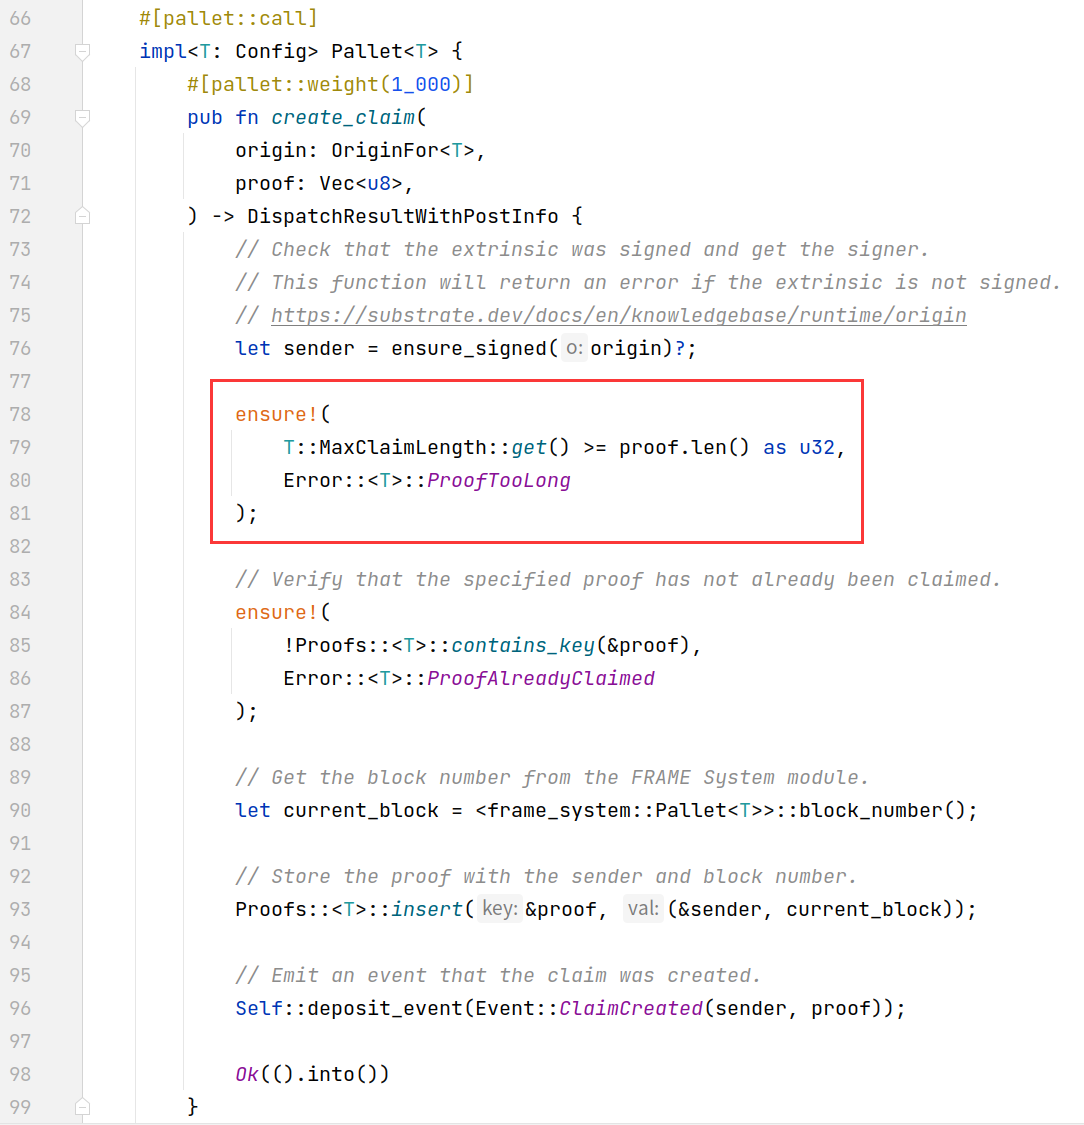 66 #[pallet::call]
67 impl<T: Config> Pallet<T> {
68 #[pallet::weight(1_000)]
69 pub fn create_claim(
70 origin: OriginFor<T>,
71 proof: Vec<u8>,
72 ) -> DispatchResultWithPostInfo {
73 // Check that the extrinsic was signed and get the signer.
74 // This function will return an error if the extrinsic is not signed.
75 // https://substrate.dev/docs/en/knowledgebase/runtime/origin
76 let sender = ensure_signed( o: origin)?;
77
78 ensure!(
79 T::MaxClaimLength::get() >= proof.len() as u32,
80 Error::<T>::ProofTooLong
81 );
82
83 // Verify that the specified proof has not already been claimed.
84 ensure!(
85 !Proofs::<T>::contains_key(&proof),
86 Error::<T>::ProofAlreadyClaimed
87 );
88
89 // Get the block number from the FRAME System module.
90 let current_block = <frame_system::Pallet<T>>::block_number();
91
92 // Store the proof with the sender and block number.
93 Proofs::<T>::insert( key: &proof, val: (&sender, current_block));
94
95 // Emit an event that the claim was created.
96 Self::deposit_event(Event::ClaimCreated(sender, proof));
97
98 Ok(().into())
99 }